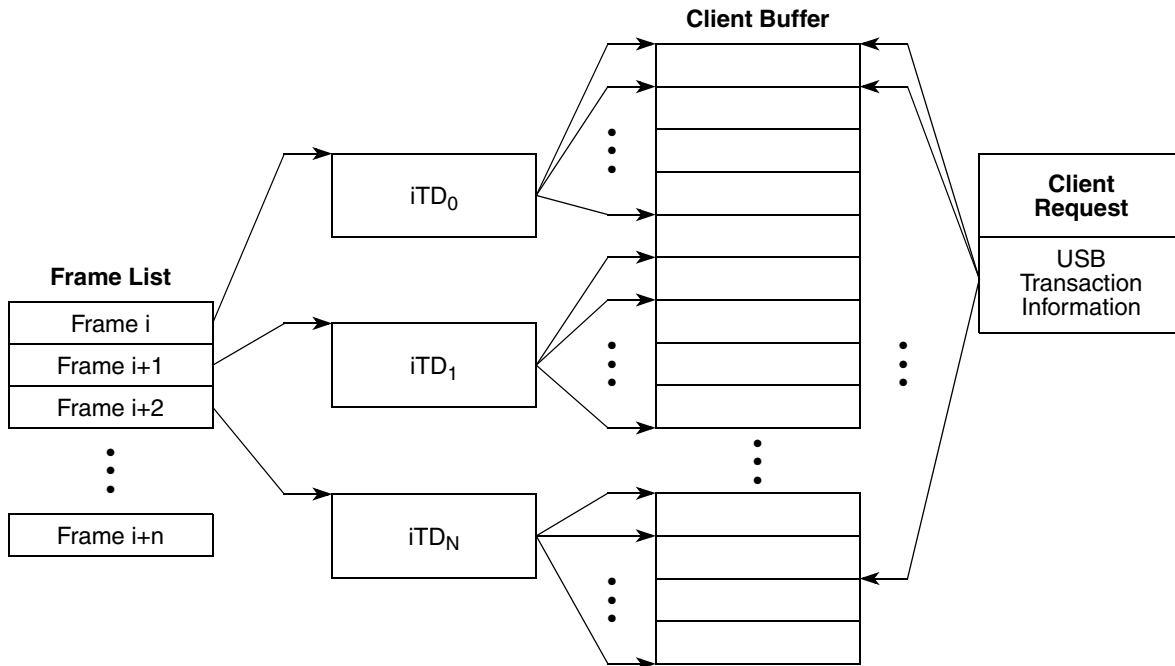 Client Buffer
iTD0
Client
Request
USB
Transaction
Information
Frame List
Frame i
Frame i+1
Frame i+2
Frame i+n
iTD1
iTDN